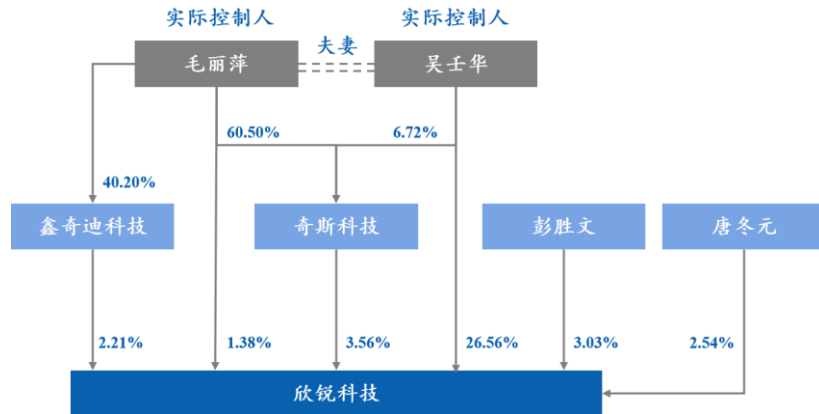 实际控制人 实际控制人
毛丽萍 夫妻 吴壬华
60.50% 6.72%
40.20%
鑫奇迪科技 奇斯科技 彭胜文 唐冬元
2.21% 1.38% 3.56% 26.56% 3.03% 2.54%
欣锐科技